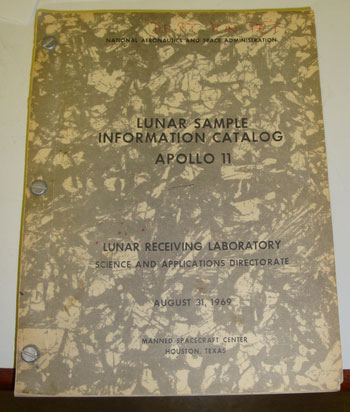 NATIONAL AERONAUTICS AND SPACE ADMINISTRATION
LUNAR SAMPLE
INFORMATION CATALOG
APOLLO 11
LUNAR RECEIVING LABORATORY
SCIENCE AND APPLICATIONS DIRECTORATE
AUGUST 31, 1969
MANNED SPACECRAFT CENTER
HOUSTON, TEXAS